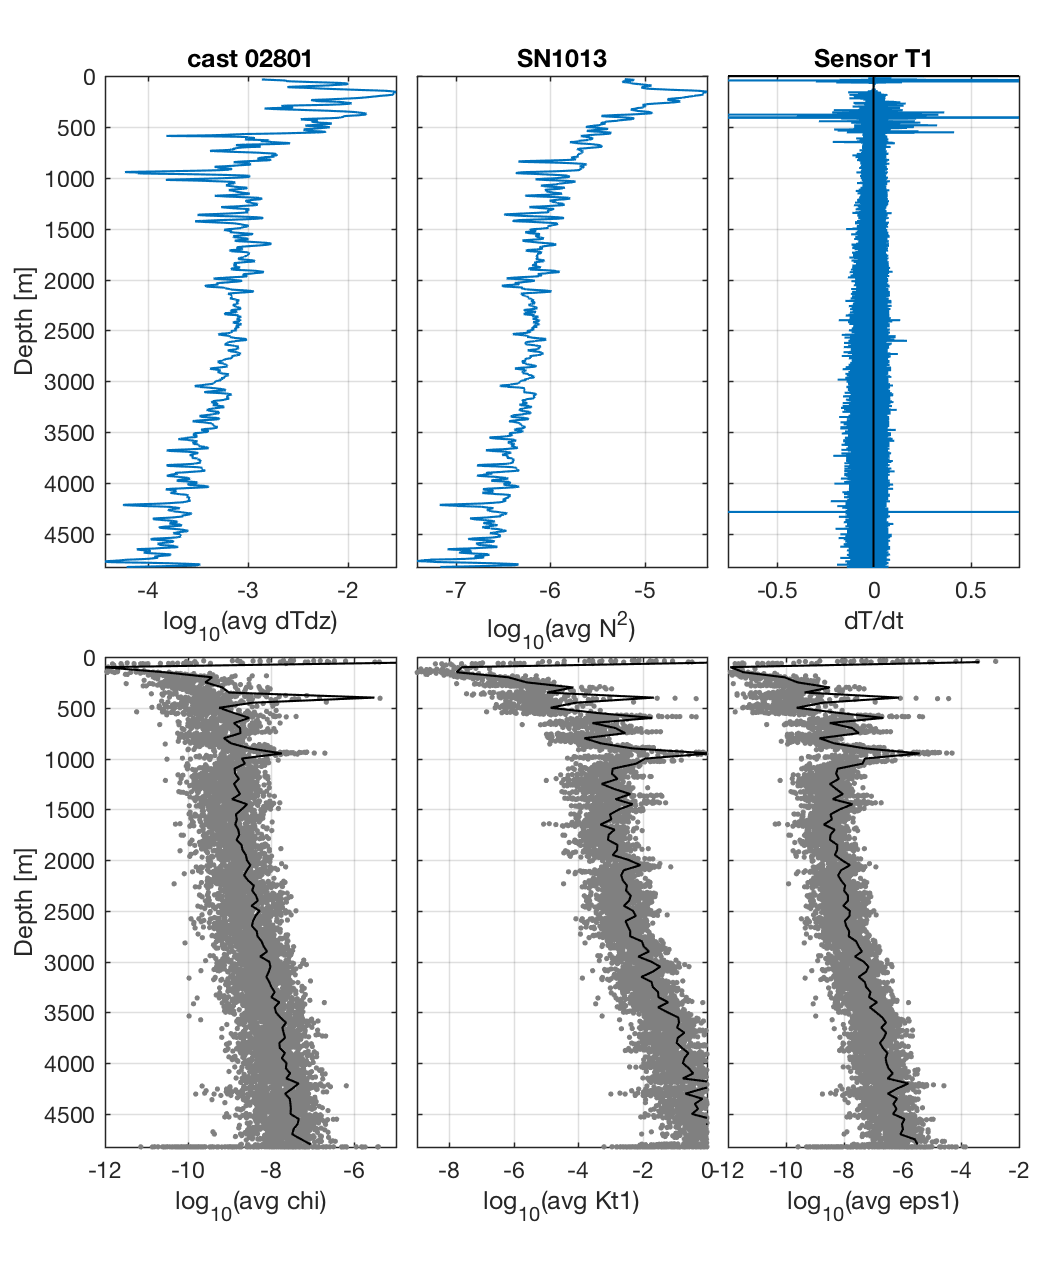 cast 02801 SN1013 Sensor T1
0
500
1000
1500
2000
2500
3000
3500
4000
4500
Depth [m]
-4 -3 -2 -7 -6 -5 -0.5 0 0.5
log10(avg dTdz) log10(avg N2) dT/dt
0
500
1000
1500
2000
2500
3000
3500
4000
4500
Depth [m]
-12 -10 -8 -6 -8 -6 -4 -2 0 -12 -10 -8 -6 -4 -2
log10(avg chi) log10(avg Kt1) log10(avg eps1)